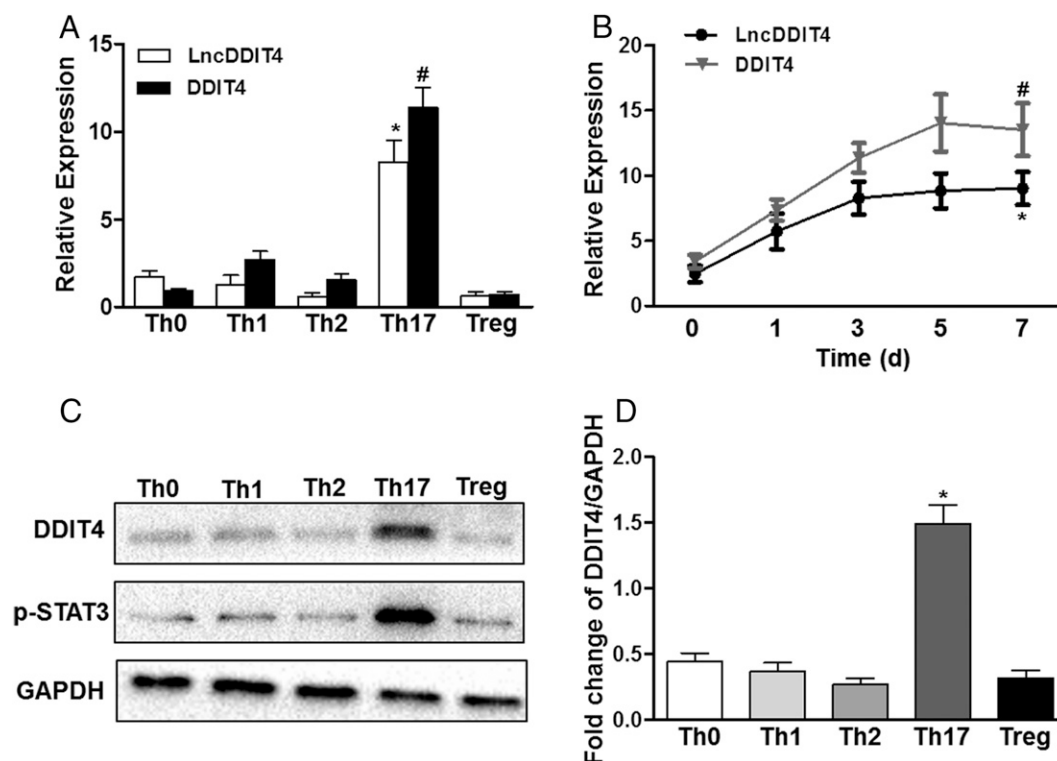 A
LncDDIT4
DDIT4
Relative Expression
15
10
5
0
*
#
Th0 Th1 Th2 Th17 Treg
B
LncDDIT4
DDIT4
Relative Expression
20
15
10
5
0
#
*
0 1 3 5 7
Time (d)
C
Th0 Th1 Th2 Th17 Treg
DDIT4
p-STAT3
GAPDH
D
Fold change of DDIT4/GAPDH
2.0
1.5
1.0
0.5
0.0
*
Th0 Th1 Th2 Th17 Treg